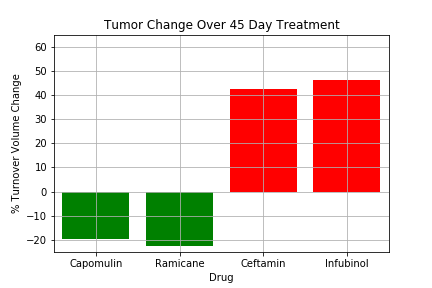 Tumor Change Over 45 Day Treatment
60
50
40
30
20
10
0
−10
−20
% Turnover Volume Change
Capomulin Ramicane Ceftamin Infubinol
Drug